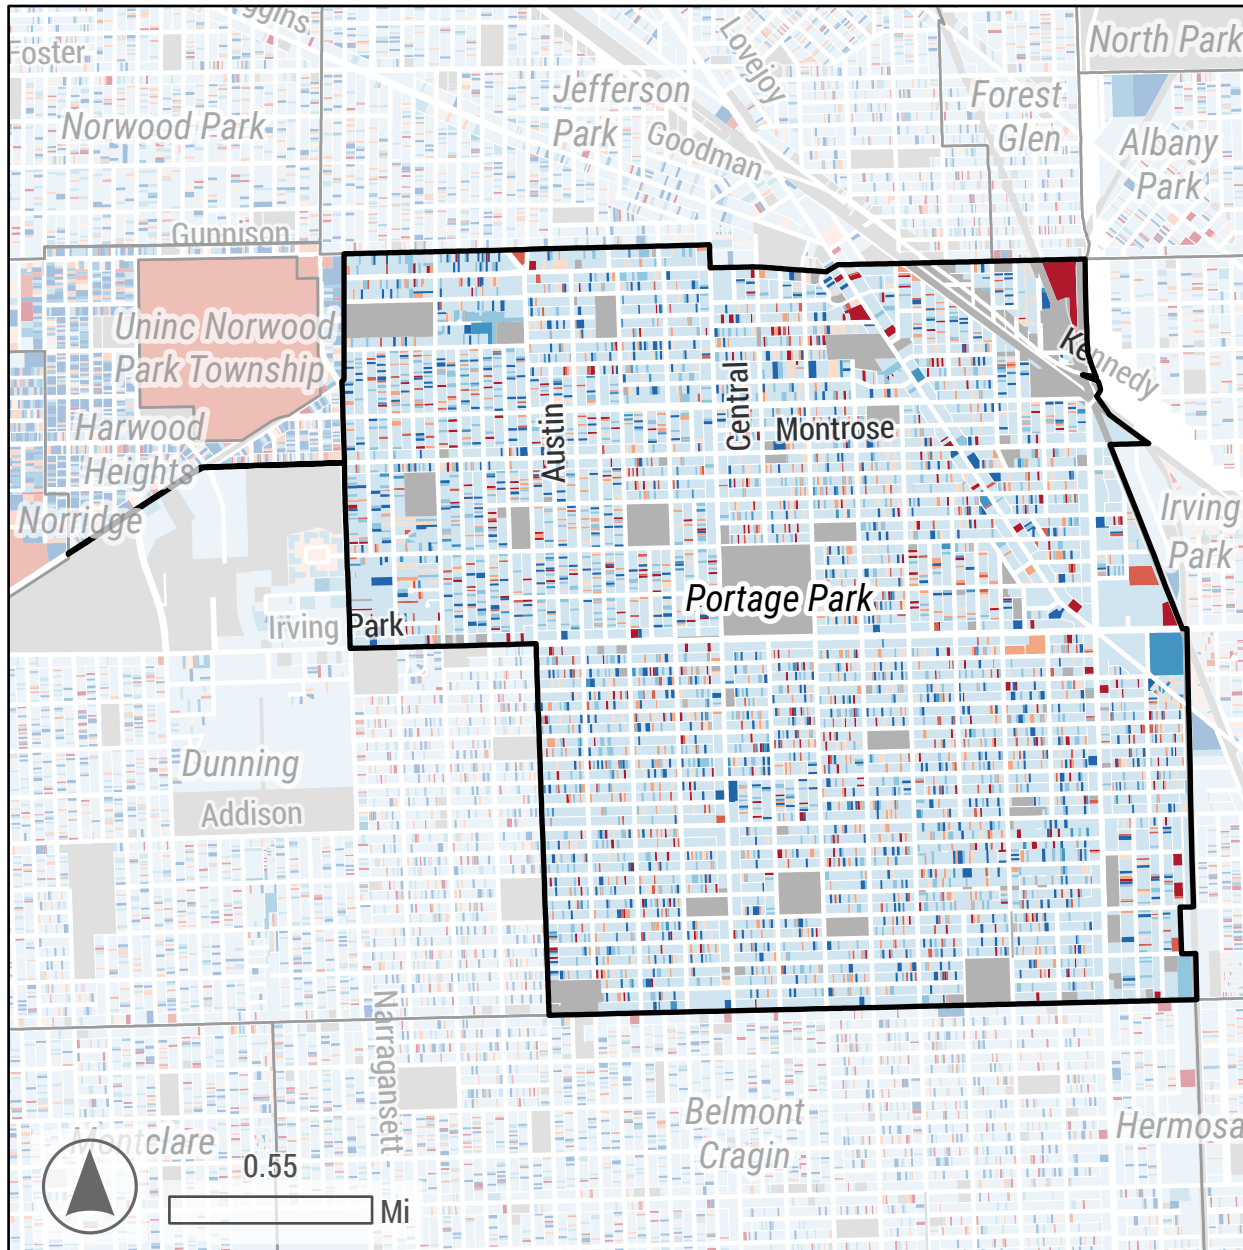 ggins
Lovejoy
North Park
Foster
Jefferson
Park
Forest
Glen
Norwood Park
Goodman
Albany
Park
Gunnison
Uninc Norwood
Park Township
Kennedy
Central
Austin
Montrose
Harwood
Heights
Norridge
Irving
Park
Portage Park
Irving Park
Dunning
Addison
Narragansett
Belmont
Cragin
Hermosa
Montclare
0.55
Mi